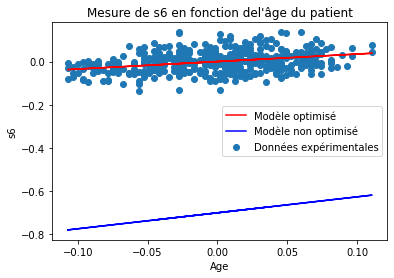 Mesure de s6 en fonction del'âge du patient
0.0
−0.2
−0.4
−0.6
−0.8
s6
Modèle optimisé
Modèle non optimisé
Données expérimentales
−0.10
−0.05
0.00
0.05
0.10
Age